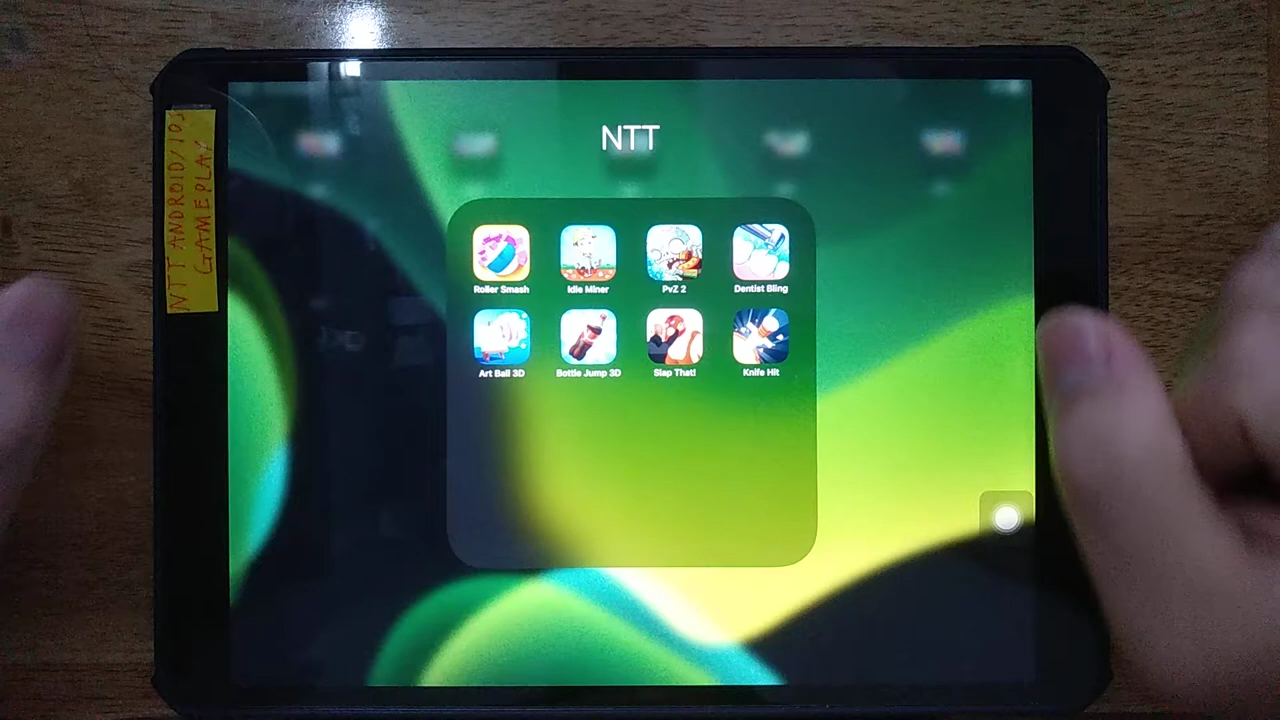 NTT
NTT ANDROID/IOS
GAMEPLAY
Roller Smash
Idle Miner
PvZ 2
Dentist Bling
Art Ball 3D
Bottle Jump 3D
Slap That!
Knife Hit